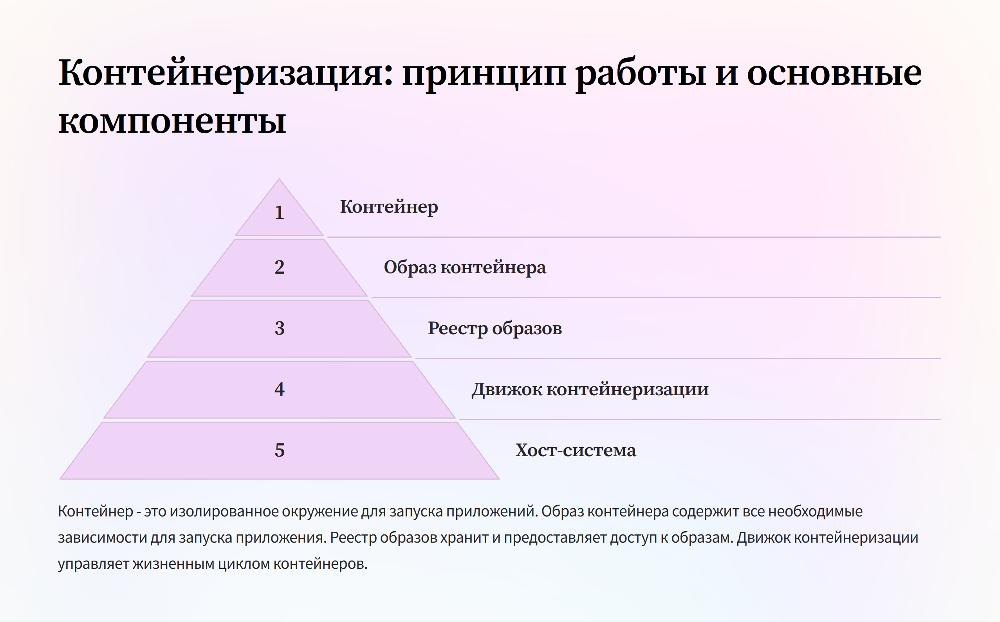 Контейнеризация: принцип работы и основные
компоненты
1
Контейнер
2
Образ контейнера
3
Реестр образов
4
Движок контейнеризации
5
Хост-система
Контейнер - это изолированное окружение для запуска приложений. Образ контейнера содержит все необходимые
зависимости для запуска приложения. Реестр образов хранит и предоставляет доступ к образам. Движок контейнеризации
управляет жизненным циклом контейнеров.